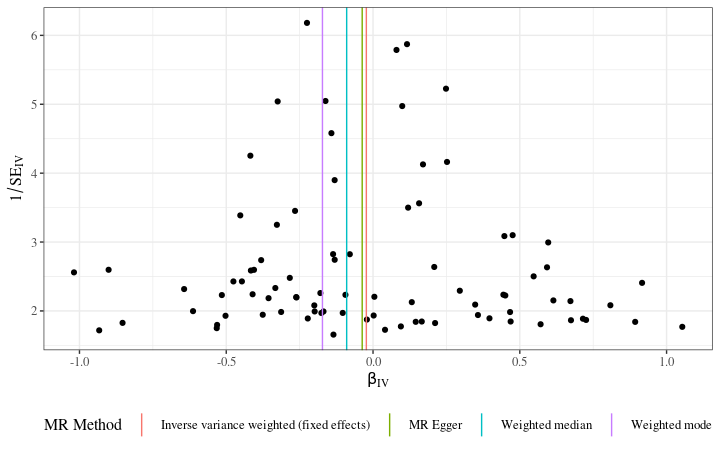 6
5
4
3
2
1/SE_IV
-1.0 -0.5 0.0 0.5 1.0
β_IV
MR Method Inverse variance weighted (fixed effects) MR Egger Weighted median Weighted mode